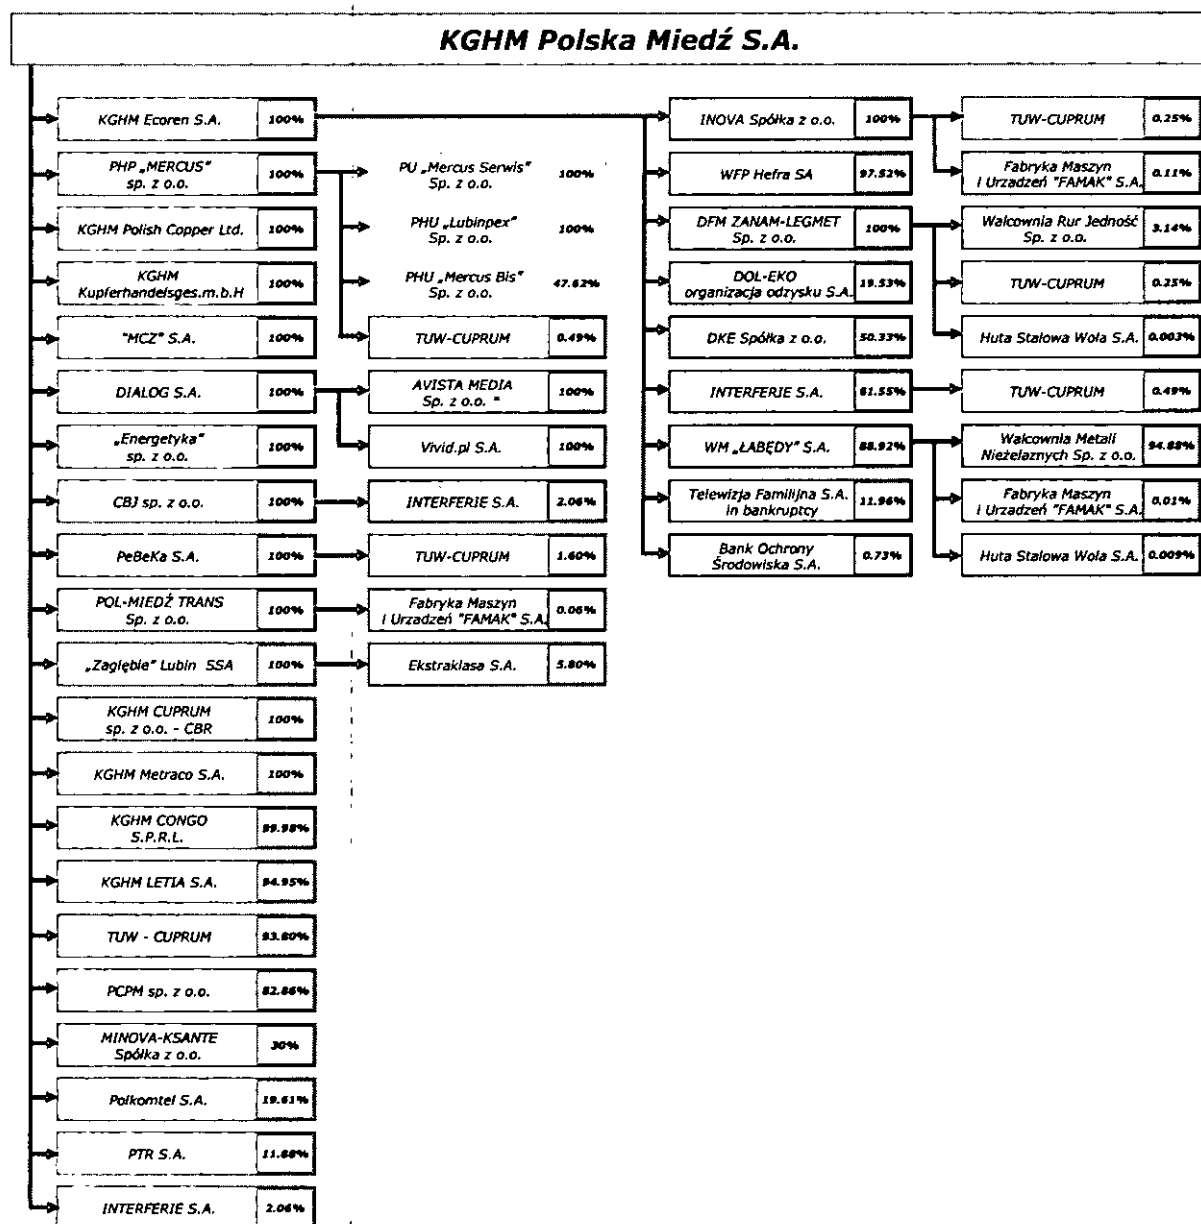 KGHM Polska Miedź S.A.
KGHM Ecoren S.A.
100%
PHP „MERCUS"
sp. z o.o.
100%
KGHM Polish Copper Ltd.
100%
KGHM
Kupferhandelsges.m.b.H
100%
"MCZ" S.A.
100%
DIALOG S.A.
100%
„Energetyka"
sp. z o.o.
100%
CBJ sp. z o.o.
100%
PeBeKa S.A.
100%
POL-MIEDŹ TRANS
Sp. z o.o.
100%
„Zagłębie" Lubin SSA
100%
KGHM CUPRUM
sp. z o.o. - CBR
100%
KGHM Metraco S.A.
100%
KGHM CONGO
S.P.R.L.
99.98%
KGHM LETIA S.A.
94.95%
TUW - CUPRUM
93.80%
PCPM sp. z o.o.
82.86%
MINOVA-KSANTE
Spółka z o.o.
30%
Polkomtel S.A.
19.61%
PTR S.A.
11.88%
INTERFERIE S.A.
2.06%
PU „Mercus Serwis"
Sp. z o.o.
100%
PHU „Lubinpex"
Sp. z o.o.
100%
PHU „Mercus Bis"
Sp. z o.o.
47.62%
TUW-CUPRUM
0.49%
AVISTA MEDIA
Sp. z o.o. *
100%
Vivid.pl S.A.
100%
INTERFERIE S.A.
2.06%
TUW-CUPRUM
1.60%
Fabryka Maszyn
i Urzadzeń "FAMAK" S.A.
0.06%
Ekstraklasa S.A.
5.80%
INOVA Spółka z o.o.
100%
WFP Hefra SA
97.52%
DFM ZANAM-LEGMET
Sp. z o.o.
100%
DOL-EKO
organizacja odzysku S.A.
19.53%
DKE Spółka z o.o.
50.33%
INTERFERIE S.A.
61.55%
WM „ŁABĘDY" S.A.
88.92%
Telewizja Familijna S.A.
in bankruptcy
11.96%
Bank Ochrony
Środowiska S.A.
0.73%
TUW-CUPRUM
0.25%
Fabryka Maszyn
i Urzadzeń "FAMAK" S.A.
0.11%
Walcownia Rur Jedność
Sp. z o.o.
3.14%
TUW-CUPRUM
0.25%
Huta Stalowa Wola S.A.
0.003%
TUW-CUPRUM
0.49%
Walcownia Metali
Nieżelaznych Sp. z o.o.
94.88%
Fabryka Maszyn
i Urzadzeń "FAMAK" S.A.
0.01%
Huta Stalowa Wola S.A.
0.009%